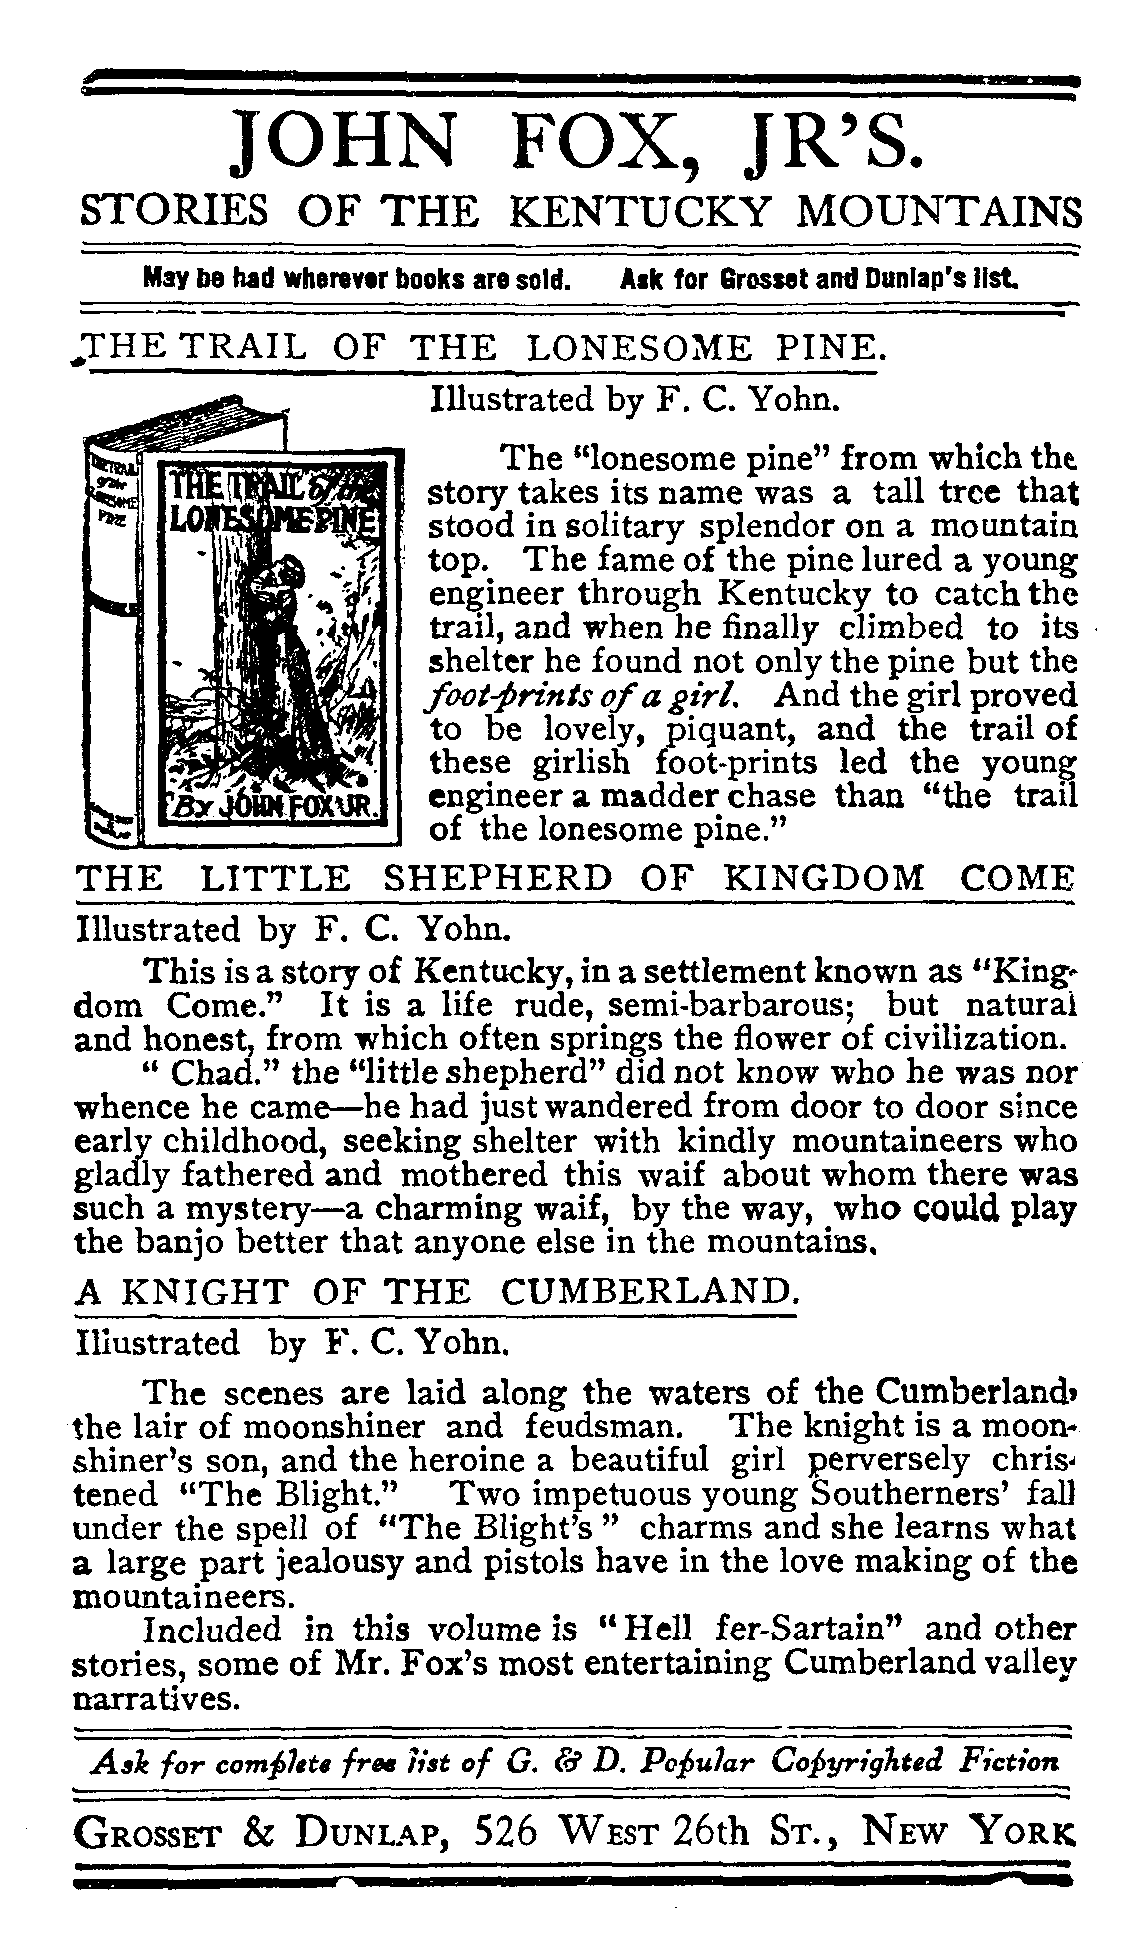 JOHN FOX, JR'S.
STORIES OF THE KENTUCKY MOUNTAINS
May be had wherever books are sold. Ask for Grosset and Dunlap's list.
THE TRAIL OF THE LONESOME PINE.
Illustrated by F. C. Yohn.
THE TRAIL
of the
LONESOME
PINE
THE TRAIL of the
LONESOME PINE
By JOHN FOX JR.
The "lonesome pine" from which the
story takes its name was a tall tree that
stood in solitary splendor on a mountain
top. The fame of the pine lured a young
engineer through Kentucky to catch the
trail, and when he finally climbed to its
shelter he found not only the pine but the
foot-prints of a girl. And the girl proved
to be lovely, piquant, and the trail of
these girlish foot-prints led the young
engineer a madder chase than "the trail
of the lonesome pine."
THE LITTLE SHEPHERD OF KINGDOM COME
Illustrated by F. C. Yohn.
This is a story of Kentucky, in a settlement known as "King-
dom Come." It is a life rude, semi-barbarous; but natural
and honest, from which often springs the flower of civilization.
" Chad." the "little shepherd" did not know who he was nor
whence he came—he had just wandered from door to door since
early childhood, seeking shelter with kindly mountaineers who
gladly fathered and mothered this waif about whom there was
such a mystery—a charming waif, by the way, who could play
the banjo better that anyone else in the mountains.
A KNIGHT OF THE CUMBERLAND.
Illustrated by F. C. Yohn.
The scenes are laid along the waters of the Cumberland,
the lair of moonshiner and feudsman. The knight is a moon-
shiner's son, and the heroine a beautiful girl perversely chris-
tened "The Blight." Two impetuous young Southerners' fall
under the spell of "The Blight's " charms and she learns what
a large part jealousy and pistols have in the love making of the
mountaineers.
Included in this volume is " Hell fer-Sartain" and other
stories, some of Mr. Fox's most entertaining Cumberland valley
narratives.
Ask for complete free list of G. & D. Popular Copyrighted Fiction
GROSSET & DUNLAP, 526 WEST 26th ST., NEW YORK